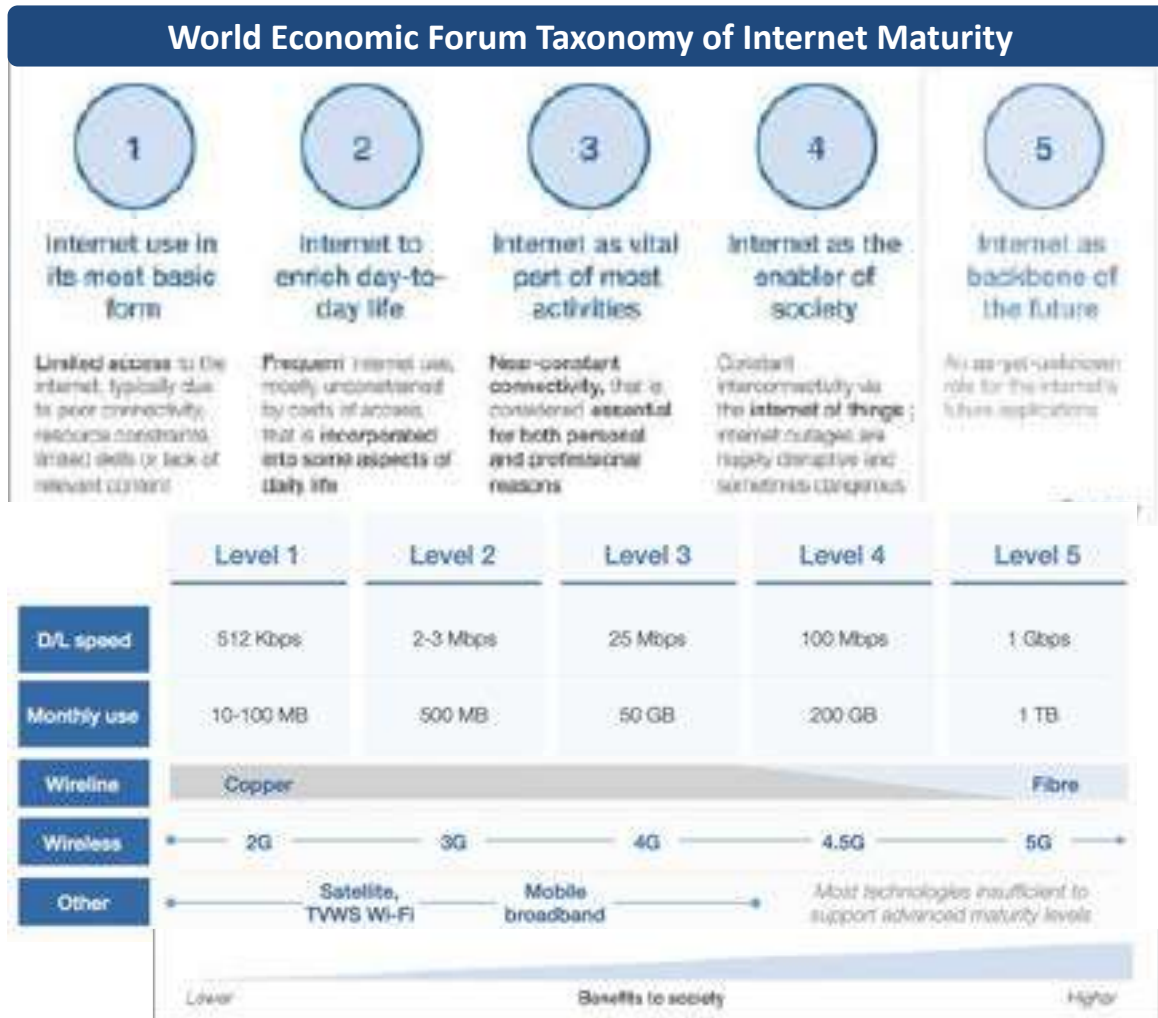 World Economic Forum Taxonomy of Internet Maturity
1
2
3
4
5
Internet use in
its most basic
form
Internet to
enrich day-to-
day life
Internet as vital
part of most
activities
Internet as the
enabler of
society
Internet as
backbone of
the future
Limited access to the
internet, typically due
to poor connectivity,
resource constraints,
limited skills or lack of
relevant content
Frequent internet use,
mostly unconstrained
by costs of access,
that is incorporated
into some aspects of
daily life
Near-constant
connectivity, that is
considered essential
for both personal
and professional
reasons
Constant
interconnectivity via
the internet of things ;
internet outages are
hugely disruptive and
sometimes dangerous
An as-yet-unknown
role for the internet's
future applications
Level 1 Level 2 Level 3 Level 4 Level 5
D/L speed 512 Kbps 2-3 Mbps 25 Mbps 100 Mbps 1 Gbps
Monthly use 10-100 MB 500 MB 50 GB 200 GB 1 TB
Wireline Copper Fibre
Wireless 2G 3G 4G 4.5G 5G
Other
Satellite,
TVWS Wi-Fi
Mobile
broadband
Most technologies insufficient to
support advanced maturity levels
Lower Benefits to society Higher